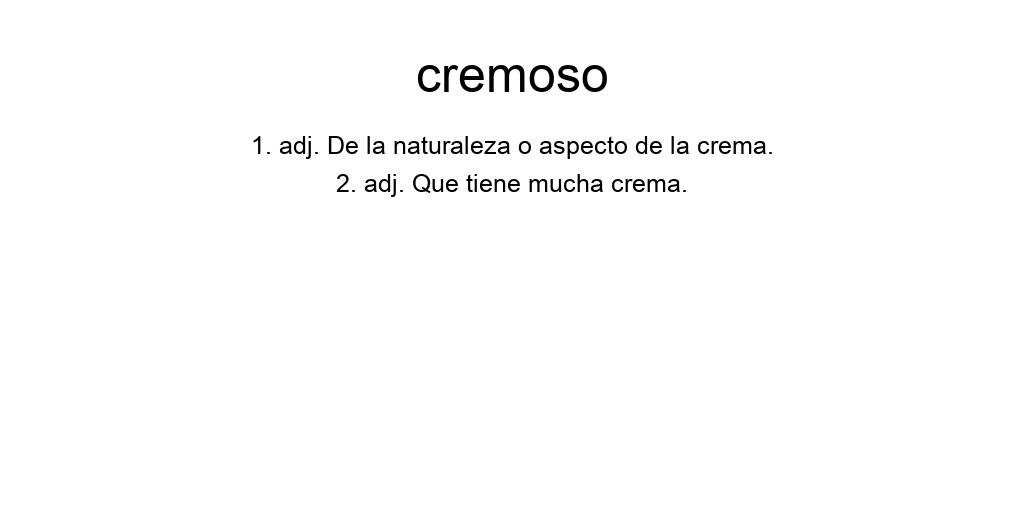 cremoso
1. adj. De la naturaleza o aspecto de la crema.
2. adj. Que tiene mucha crema.